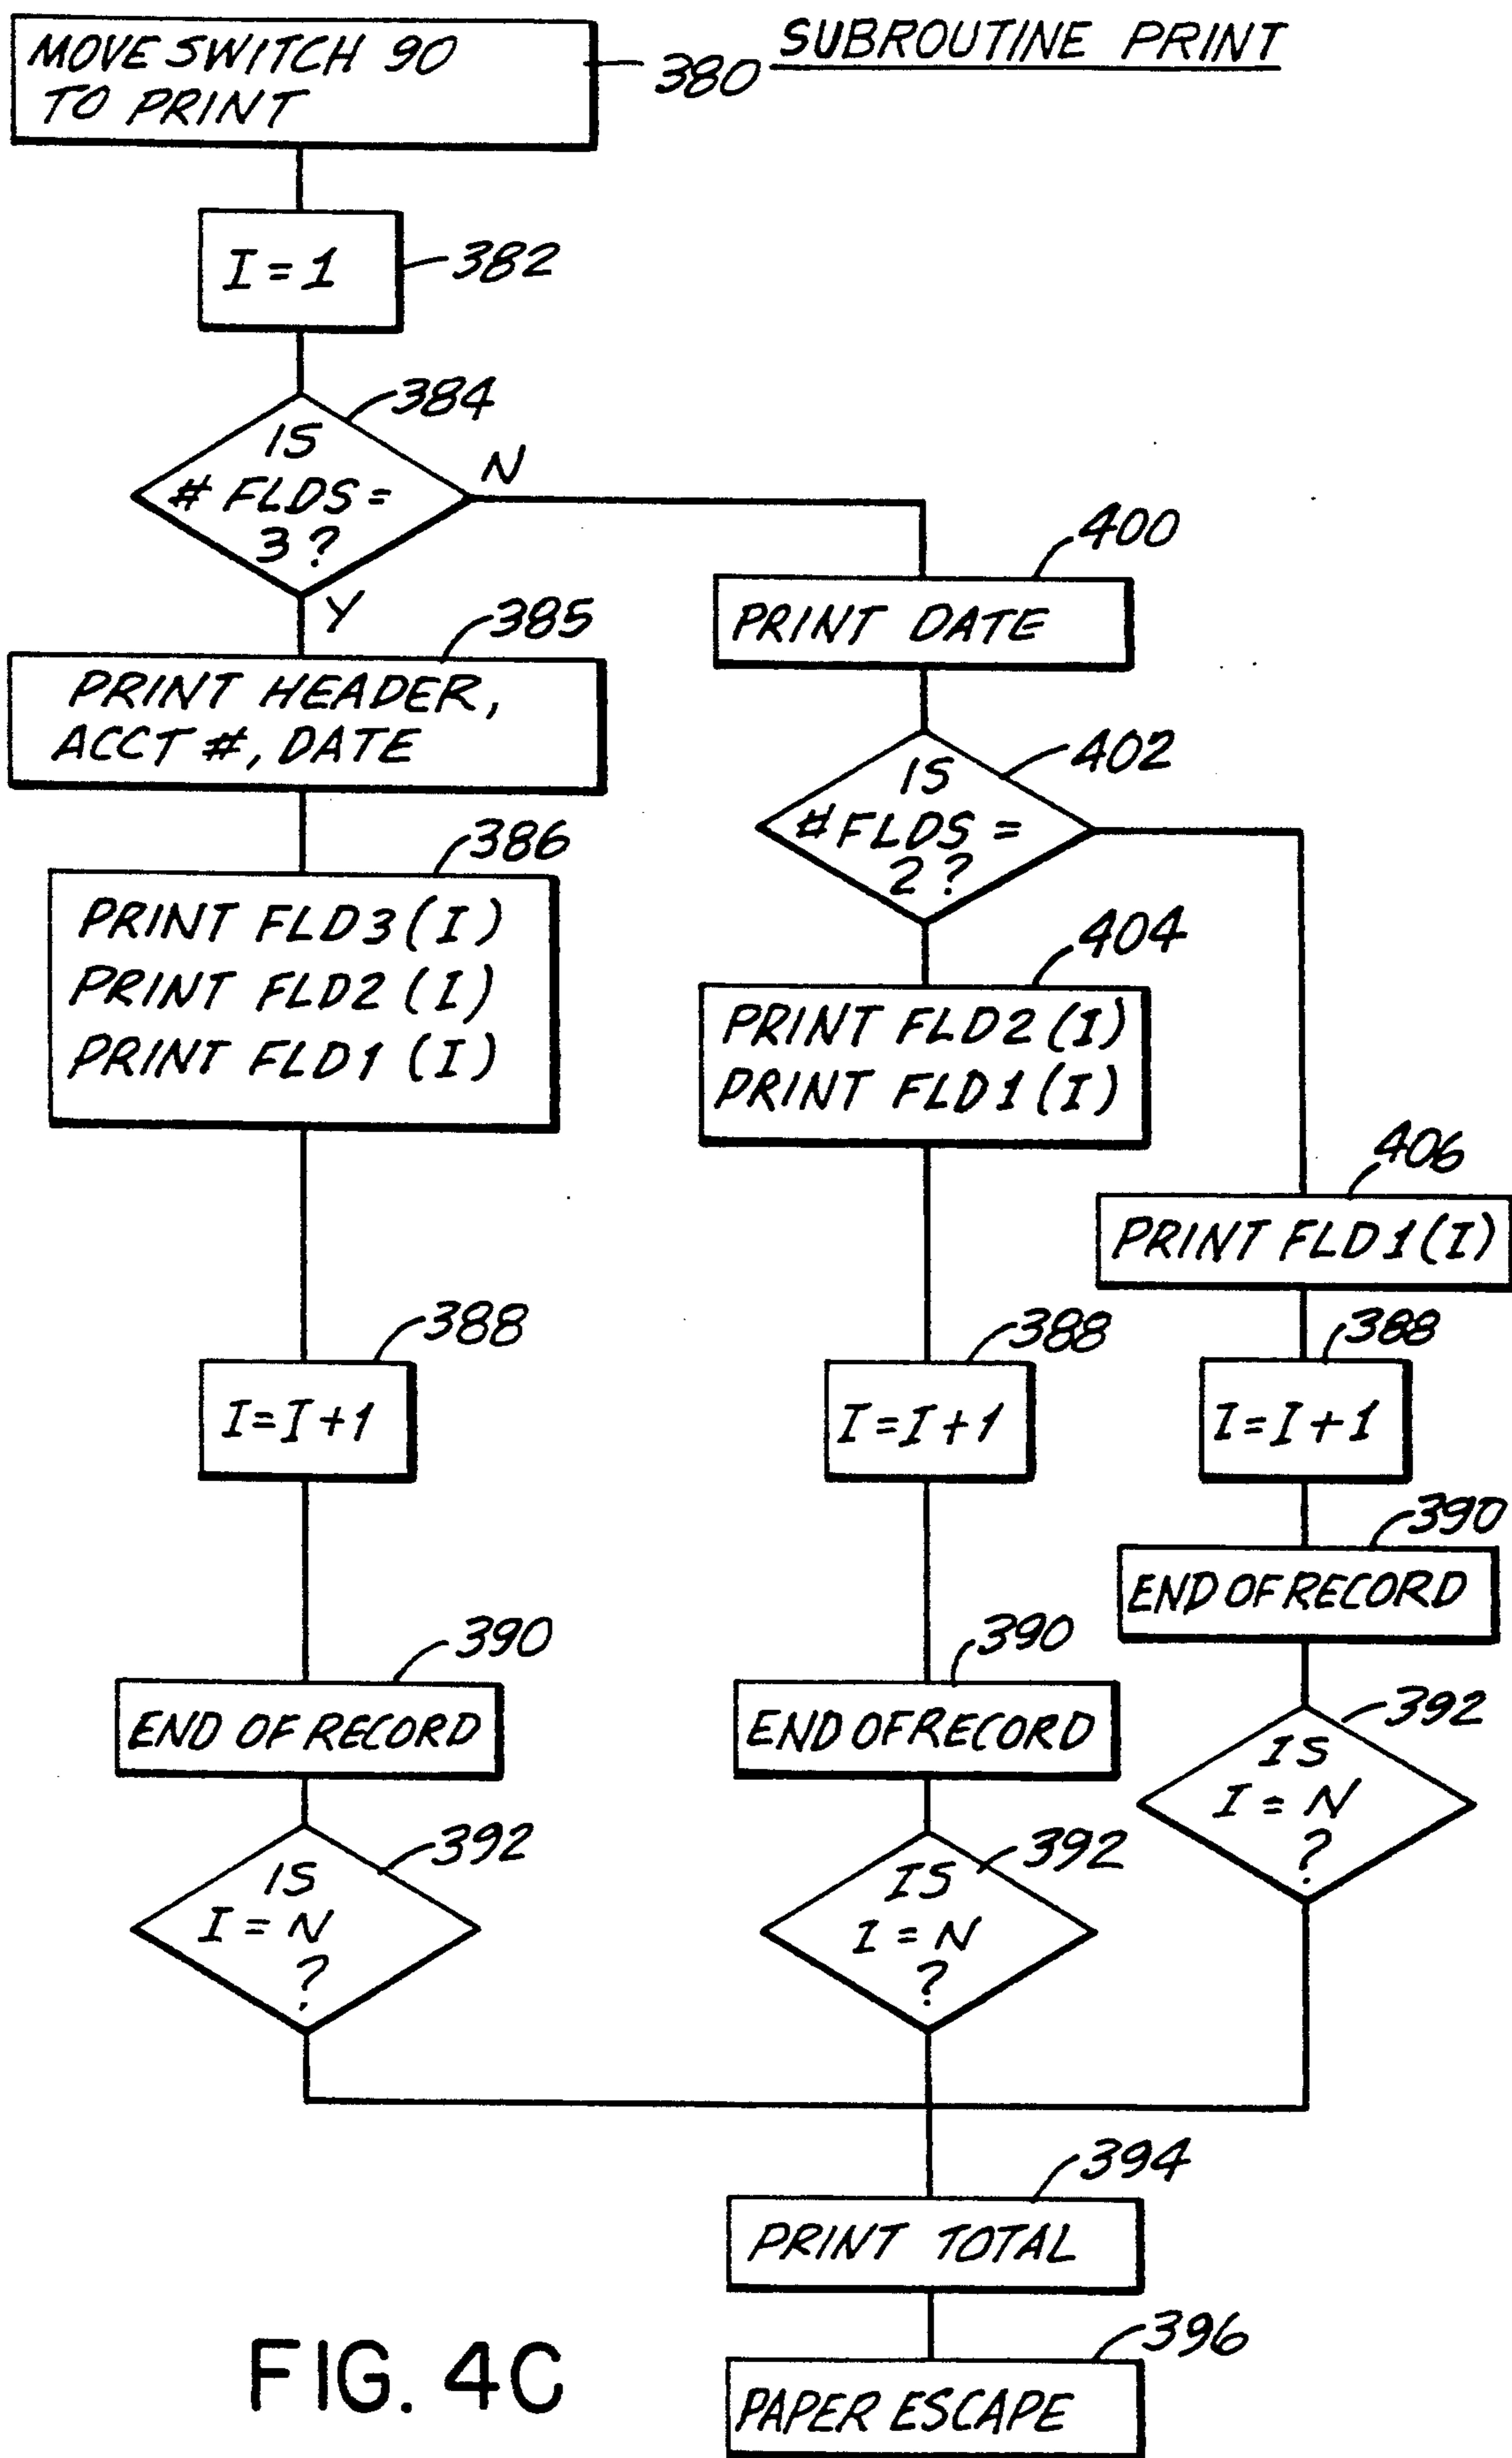 SUBROUTINE PRINT
MOVE SWITCH 90
TO PRINT
380
I = 1
382
384
IS
# FLDS =
3?
N
Y
385
PRINT HEADER,
ACCT #, DATE
386
PRINT FLD3(I)
PRINT FLD2(I)
PRINT FLD1(I)
388
I=I+1
390
END OF RECORD
392
IS
I = N
?
400
PRINT DATE
402
IS
# FLDS =
2?
404
PRINT FLD2(I)
PRINT FLD1(I)
388
I=I+1
390
END OF RECORD
392
IS
I = N
?
406
PRINT FLD1(I)
388
I=I+1
390
END OF RECORD
392
IS
I = N
?
394
PRINT TOTAL
396
PAPER ESCAPE
FIG. 4C